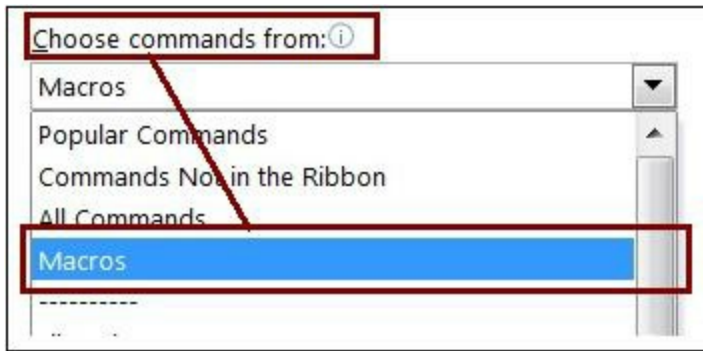 Choose commands from:
Macros
Popular Commands
Commands Not in the Ribbon
All Commands
Macros
----------